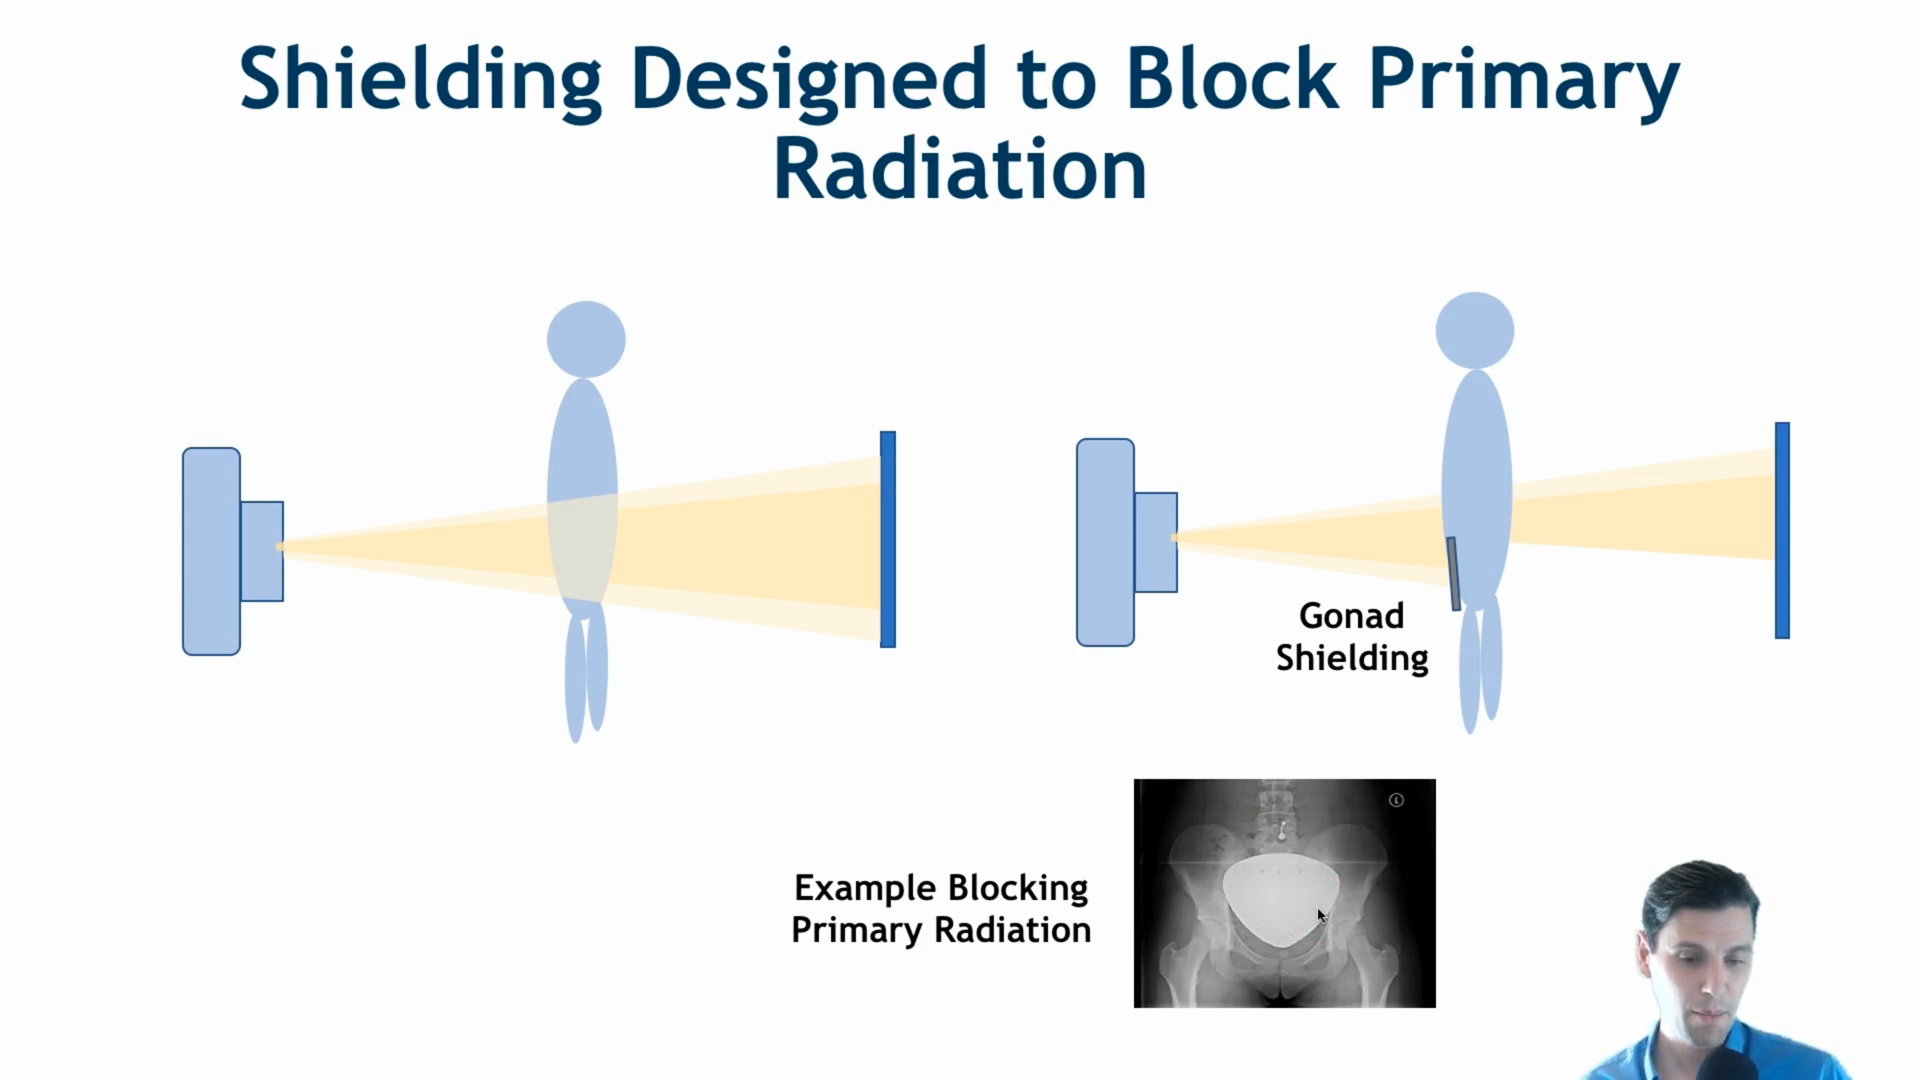 Shielding Designed to Block Primary
Radiation
Gonad
Shielding
Example Blocking
Primary Radiation